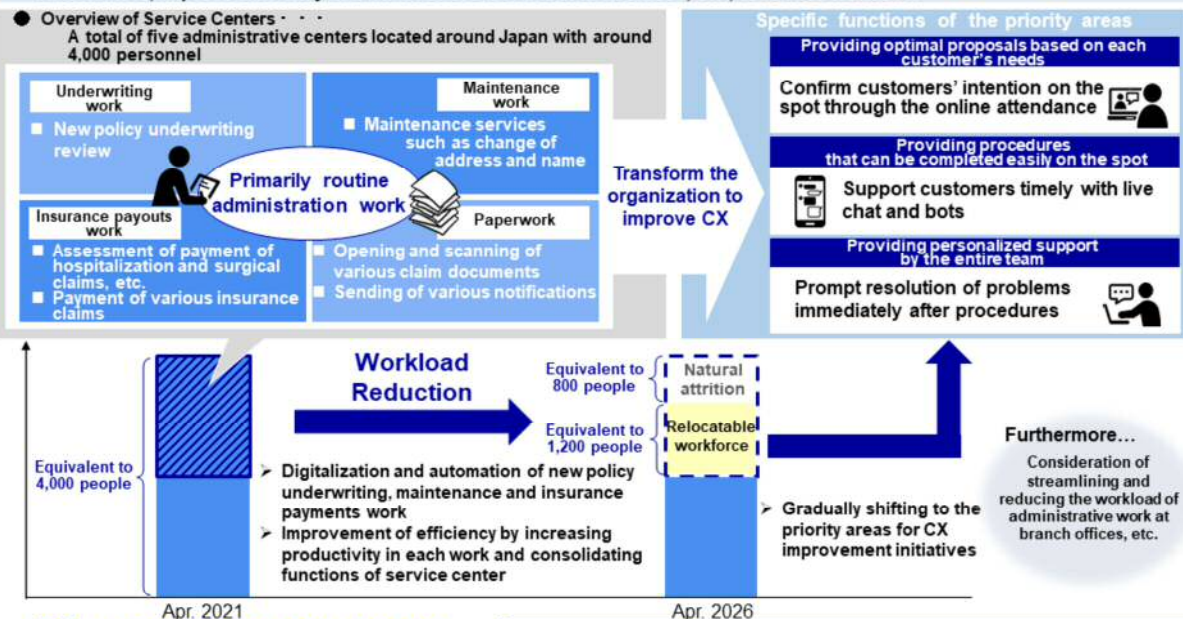 ● Overview of Service Centers・・・
A total of five administrative centers located around Japan with around
4,000 personnel
Underwriting
work
■ New policy underwriting
review
Maintenance
work
■ Maintenance services
such as change of
address and name
Primarily routine
administration work
Insurance payouts
work
■ Assessment of payment of
hospitalization and surgical
claims, etc.
■ Payment of various insurance
claims
Paperwork
■ Opening and scanning of
various claim documents
■ Sending of various notifications
Transform the
organization to
improve CX
Specific functions of the priority areas
Providing optimal proposals based on each
customer's needs
Confirm customers' intention on the
spot through the online attendance
Providing procedures
that can be completed easily on the spot
Support customers timely with live
chat and bots
Providing personalized support
by the entire team
Prompt resolution of problems
immediately after procedures
Equivalent to
4,000 people
Workload
Reduction
➢ Digitalization and automation of new policy
underwriting, maintenance and insurance
payments work
➢ Improvement of efficiency by increasing
productivity in each work and consolidating
functions of service center
Equivalent to
800 people
Natural
attrition
Equivalent to
1,200 people
Relocatable
workforce
➢ Gradually shifting to the
priority areas for CX
improvement initiatives
Furthermore…
Consideration of
streamlining and
reducing the workload of
administrative work at
branch offices, etc.
Apr. 2021
Apr. 2026